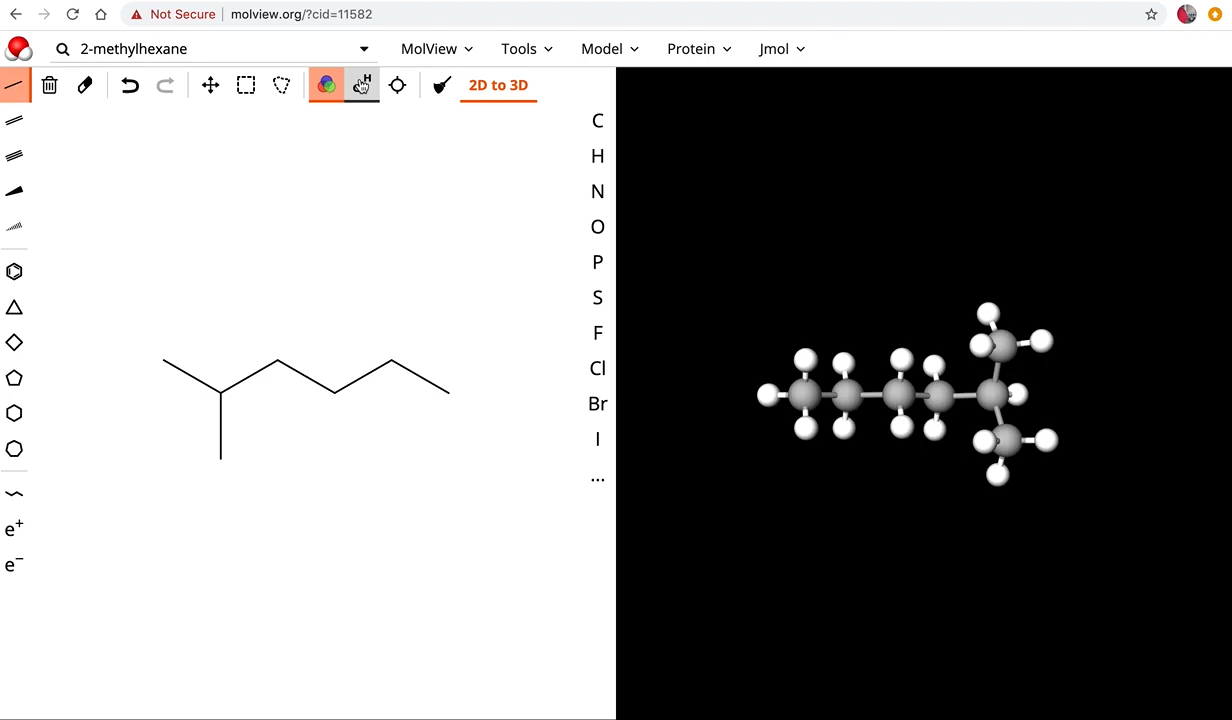 Not Secure | molview.org/?cid=11582
2-methylhexane
MolView
Tools
Model
Protein
Jmol
H
2D to 3D
C
H
N
O
P
S
F
Cl
Br
I
...
e+
e−